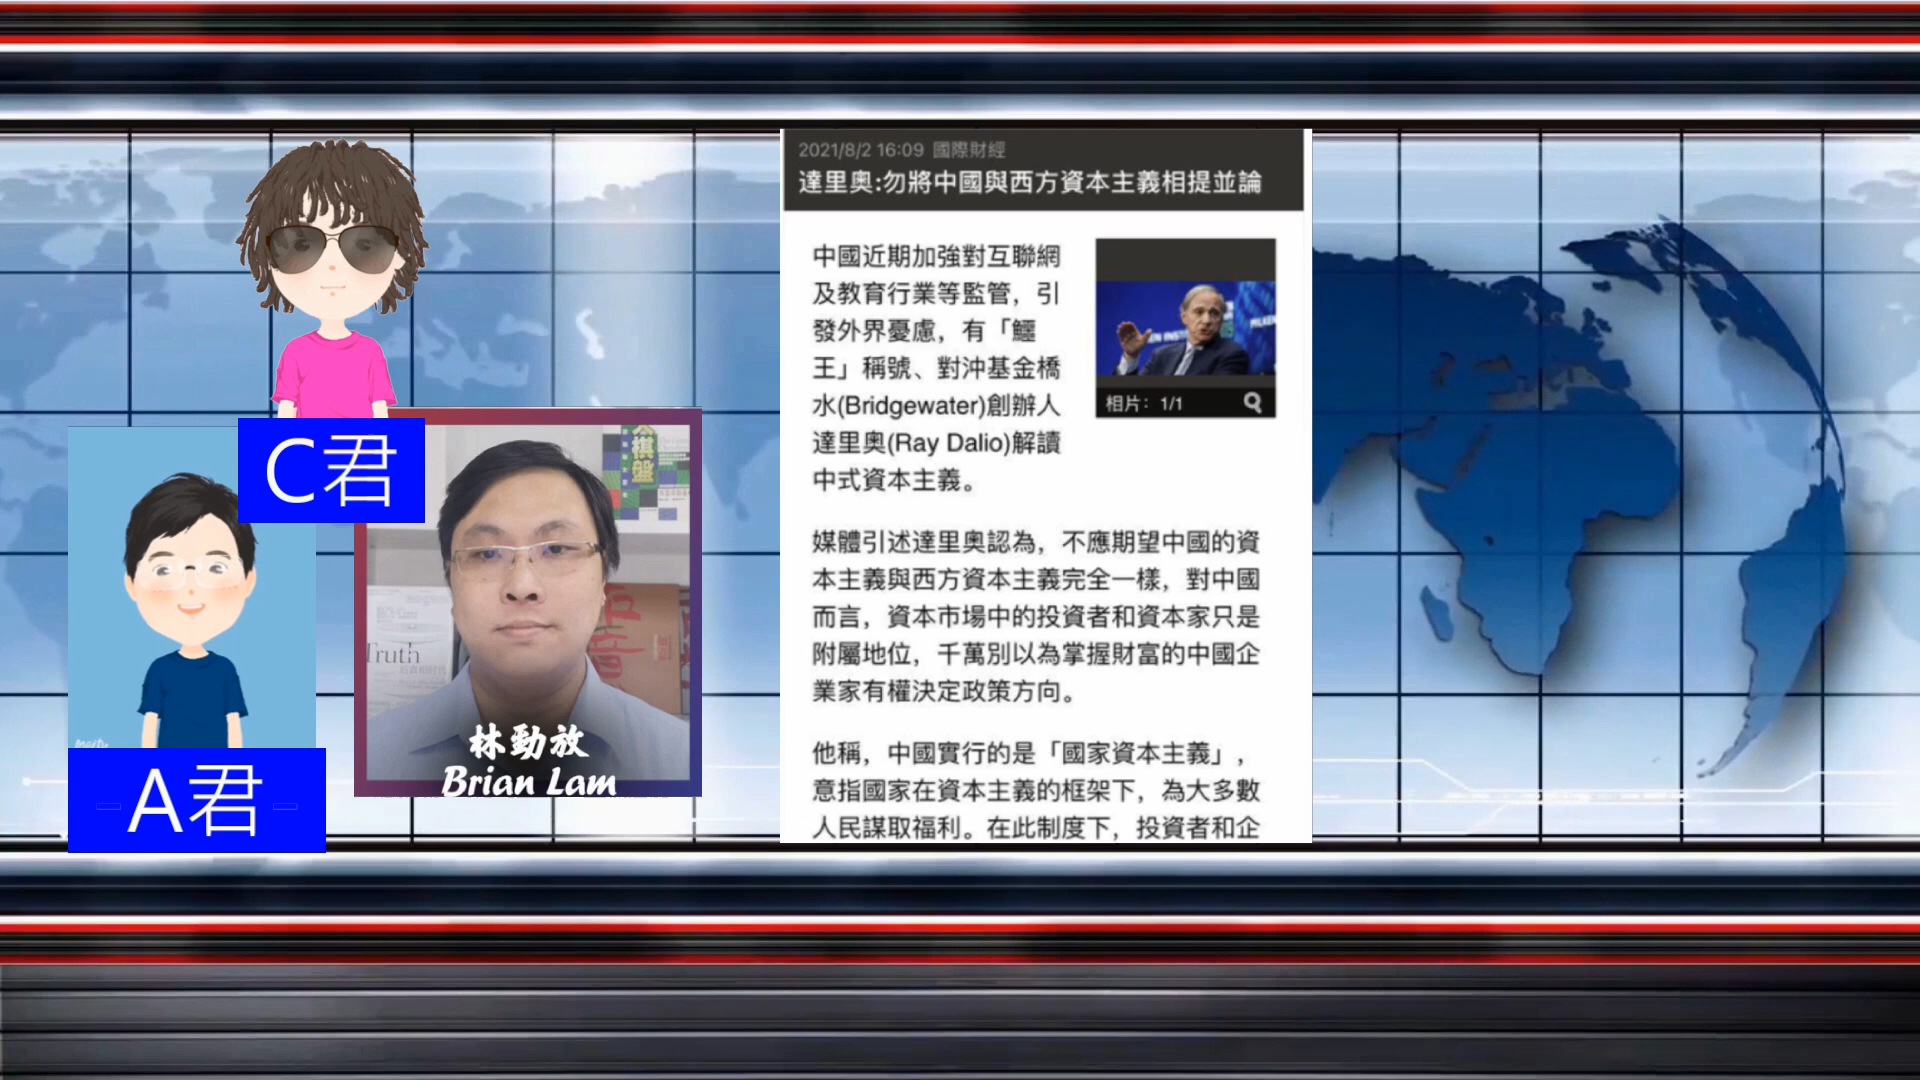 2021/8/2 16:09 國際財經
達里奧:勿將中國與西方資本主義相提並論
中國近期加強對互聯網
及教育行業等監管，引
發外界憂慮，有「鱷
王」稱號、對沖基金橋
水(Bridgewater)創辦人
達里奧(Ray Dalio)解讀
中式資本主義。
相片：1/1
媒體引述達里奧認為，不應期望中國的資
本主義與西方資本主義完全一樣，對中國
而言，資本市場中的投資者和資本家只是
附屬地位，千萬別以為掌握財富的中國企
業家有權決定政策方向。
他稱，中國實行的是「國家資本主義」，
意指國家在資本主義的框架下，為大多數
人民謀取福利。在此制度下，投資者和企
C君
A君
棋盤
Truth
林勁放
Brian Lam